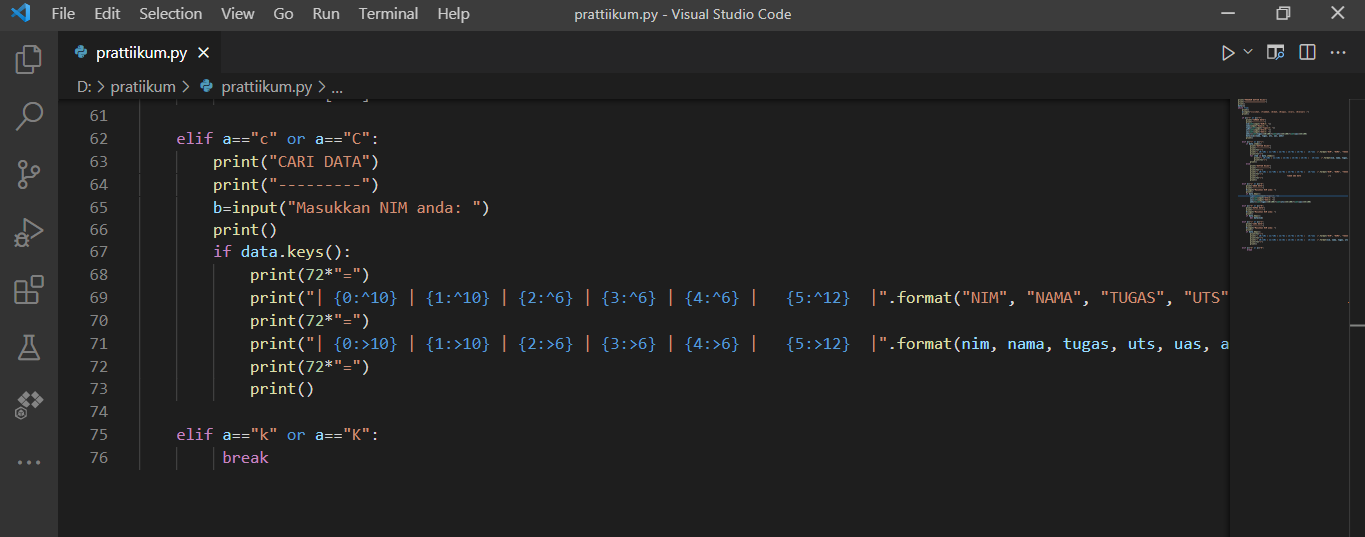 File Edit Selection View Go Run Terminal Help prattiikum.py - Visual Studio Code
prattiikum.py
D: > pratiikum > prattiikum.py > ...
61
62 elif a=="c" or a=="C":
63 print("CARI DATA")
64 print("---------")
65 b=input("Masukkan NIM anda: ")
66 print()
67 if data.keys():
68 print(72*"=")
69 print("| {0:^10} | {1:^10} | {2:^6} | {3:^6} | {4:^6} |   {5:^12}  |".format("NIM", "NAMA", "TUGAS", "UTS"
70 print(72*"=")
71 print("| {0:>10} | {1:>10} | {2:>6} | {3:>6} | {4:>6} |   {5:>12}  |".format(nim, nama, tugas, uts, uas, a
72 print(72*"=")
73 print()
74
75 elif a=="k" or a=="K":
76 break